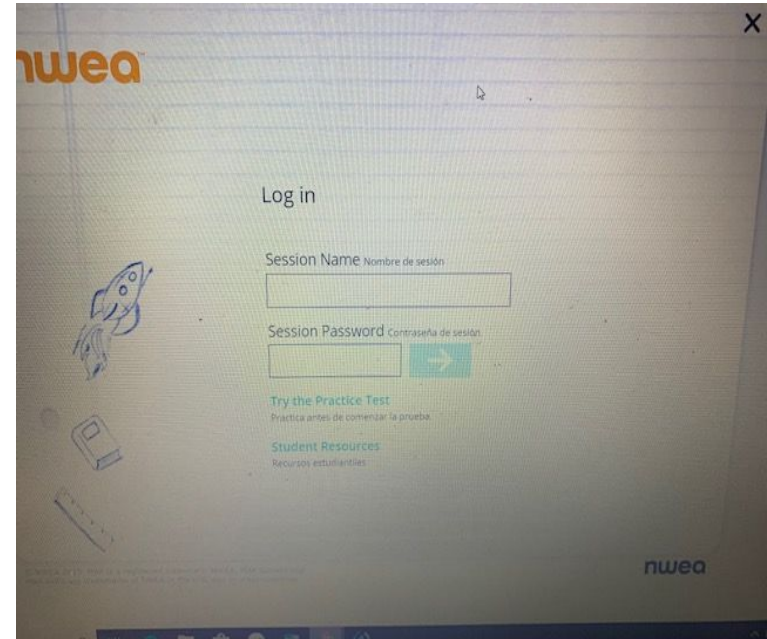 nwea
Log in
Session Name Nombre de sesión
Session Password Contraseña de sesión
Try the Practice Test
Practica antes de comenzar la prueba.
Student Resources
Recursos estudiantiles
nwea